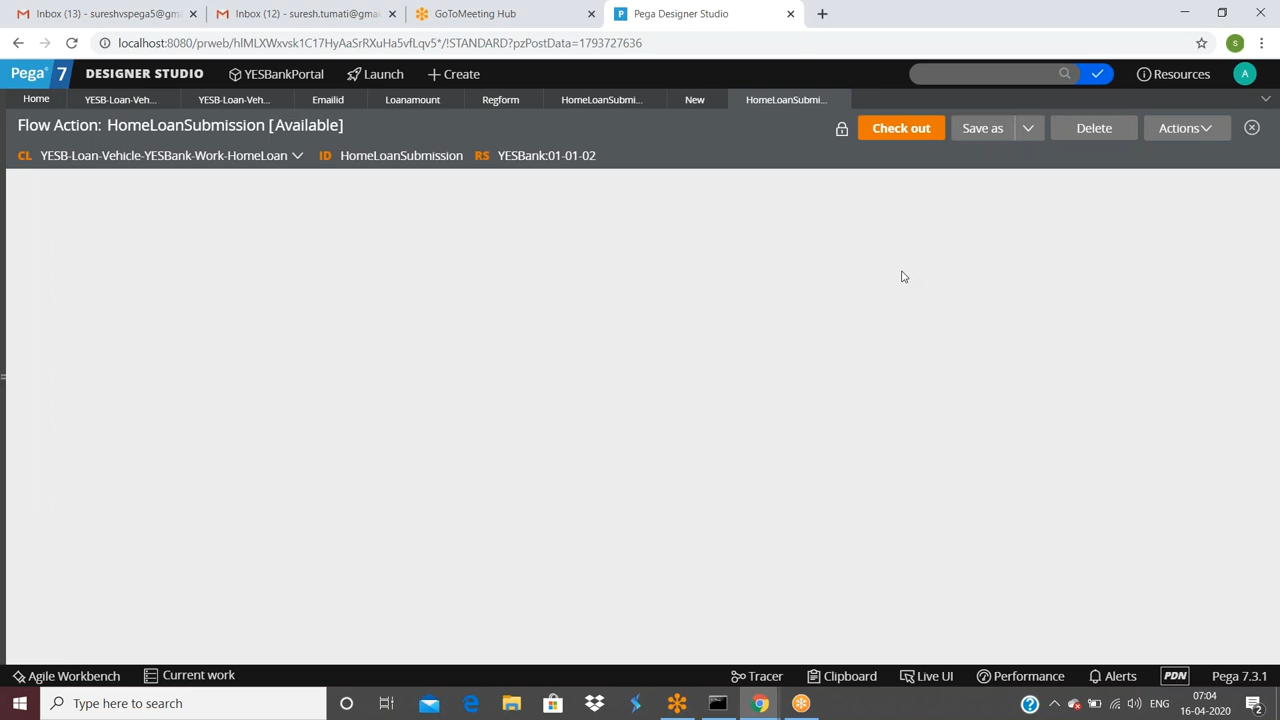 Inbox (13) - sureshvspega5@gm
Inbox (12) - suresh.tumati@gmai
GoToMeeting Hub
Pega Designer Studio
localhost:8080/prweb/hlMLXWxvsk1C17HyAaSrRXuHa5vfLqv5*/!STANDARD?pzPostData=1793727636
S
Pega 7 DESIGNER STUDIO YESBankPortal Launch Create Resources A
Home YESB-Loan-Veh... YESB-Loan-Veh... Emailid Loanamount Regform HomeLoanSubmi... New HomeLoanSubmi...
Flow Action: HomeLoanSubmission [Available]
Check out Save as Delete Actions
CL YESB-Loan-Vehicle-YESBank-Work-HomeLoan ID HomeLoanSubmission RS YESBank:01-01-02
Agile Workbench Current work Tracer Clipboard Live UI Performance Alerts PDN Pega 7.3.1
Type here to search
ENG
07:04
16-04-2020
2